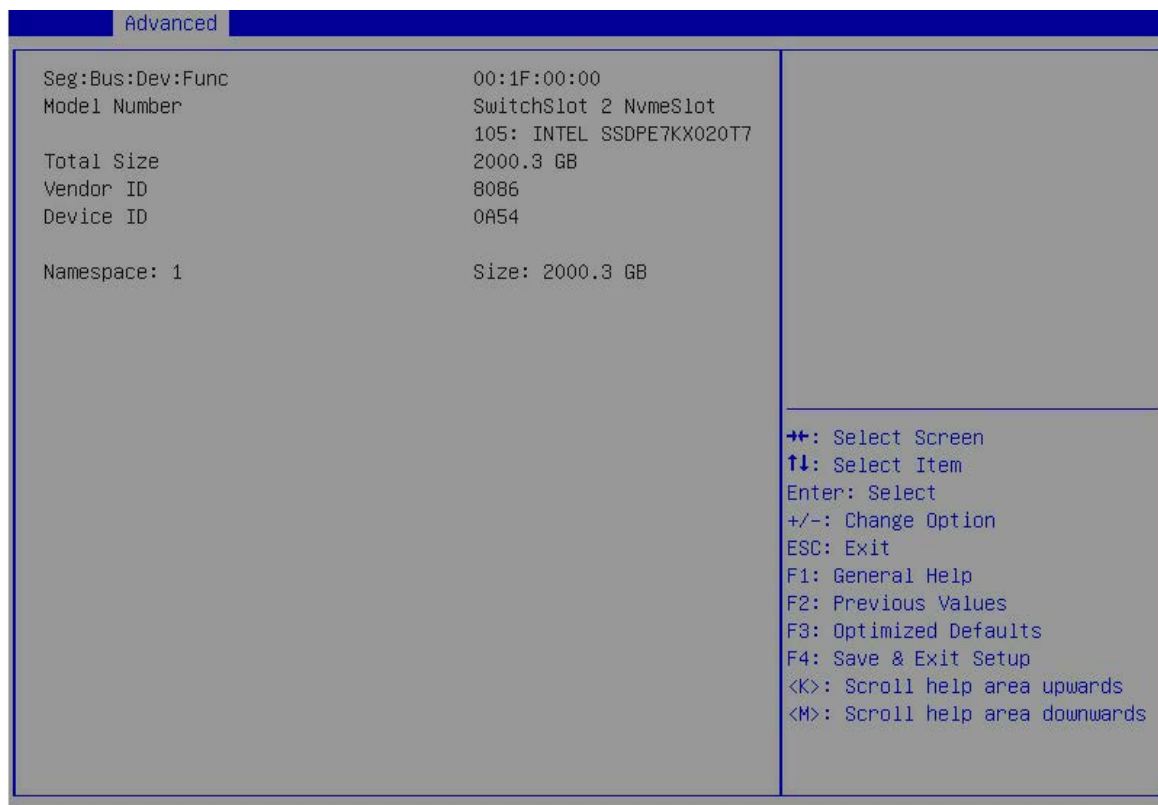 Advanced
Seg:Bus:Dev:Func 00:1F:00:00
Model Number SwitchSlot 2 NvmeSlot
105: INTEL SSDPE7KX020T7
Total Size 2000.3 GB
Vendor ID 8086
Device ID 0A54
Namespace: 1 Size: 2000.3 GB
→←: Select Screen
↑↓: Select Item
Enter: Select
+/-: Change Option
ESC: Exit
F1: General Help
F2: Previous Values
F3: Optimized Defaults
F4: Save & Exit Setup
<K>: Scroll help area upwards
<M>: Scroll help area downwards